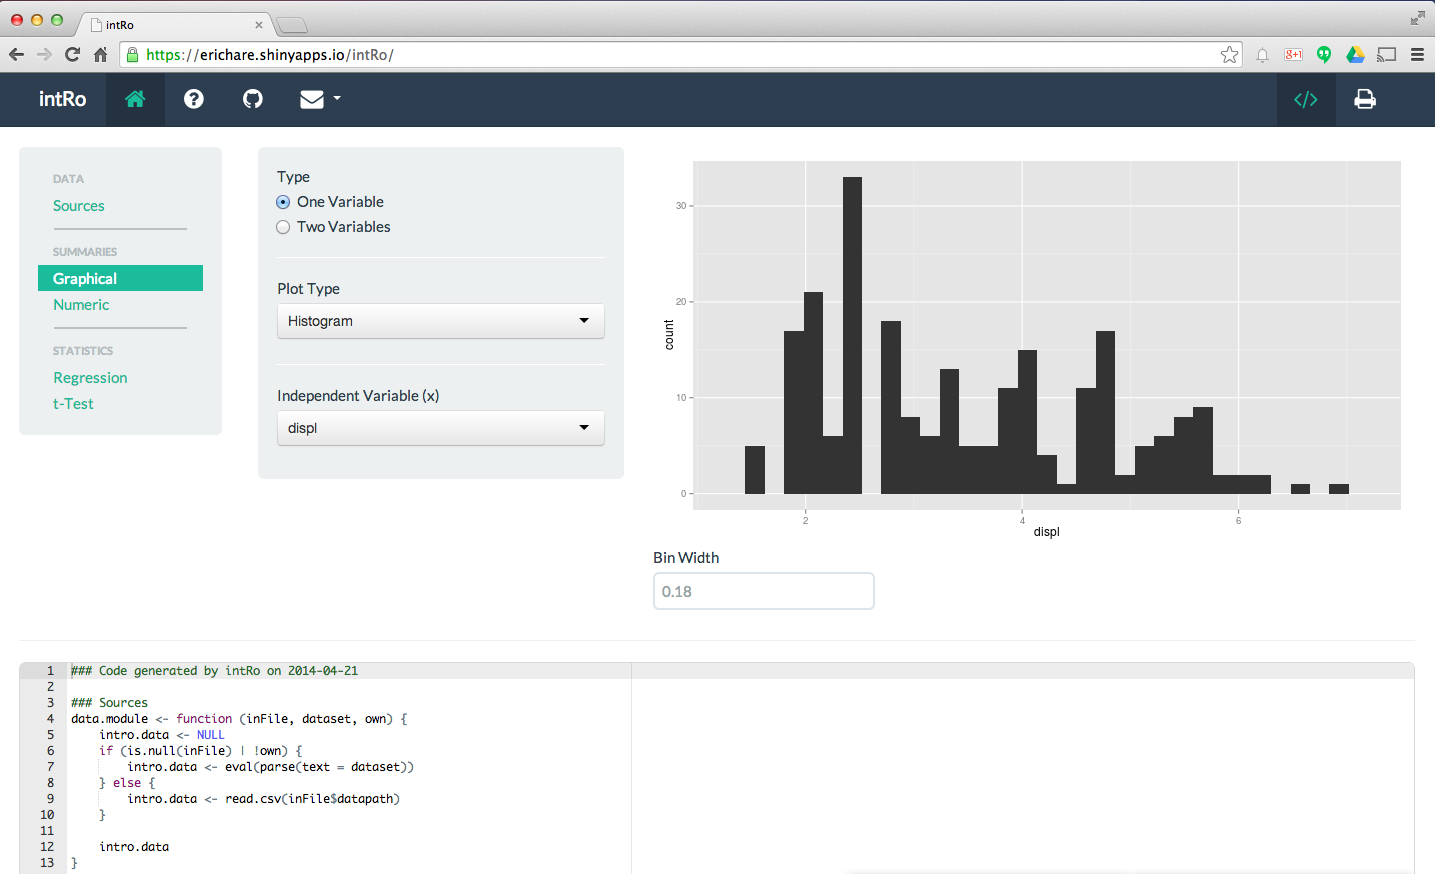 intRo
https://erichare.shinyapps.io/intRo/
g+1
intRo
DATA
Sources
SUMMARIES
Graphical
Numeric
STATISTICS
Regression
t-Test
Type
One Variable
Two Variables
Plot Type
Histogram
Independent Variable (x)
displ
30
20
10
0
count
2 4 6
displ
Bin Width
0.18
1 ### Code generated by intRo on 2014-04-21
2
3 ### Sources
4 data.module <- function (inFile, dataset, own) {
5 intro.data <- NULL
6 if (is.null(inFile) | !own) {
7 intro.data <- eval(parse(text = dataset))
8 } else {
9 intro.data <- read.csv(inFile$datapath)
10 }
11
12 intro.data
13 }